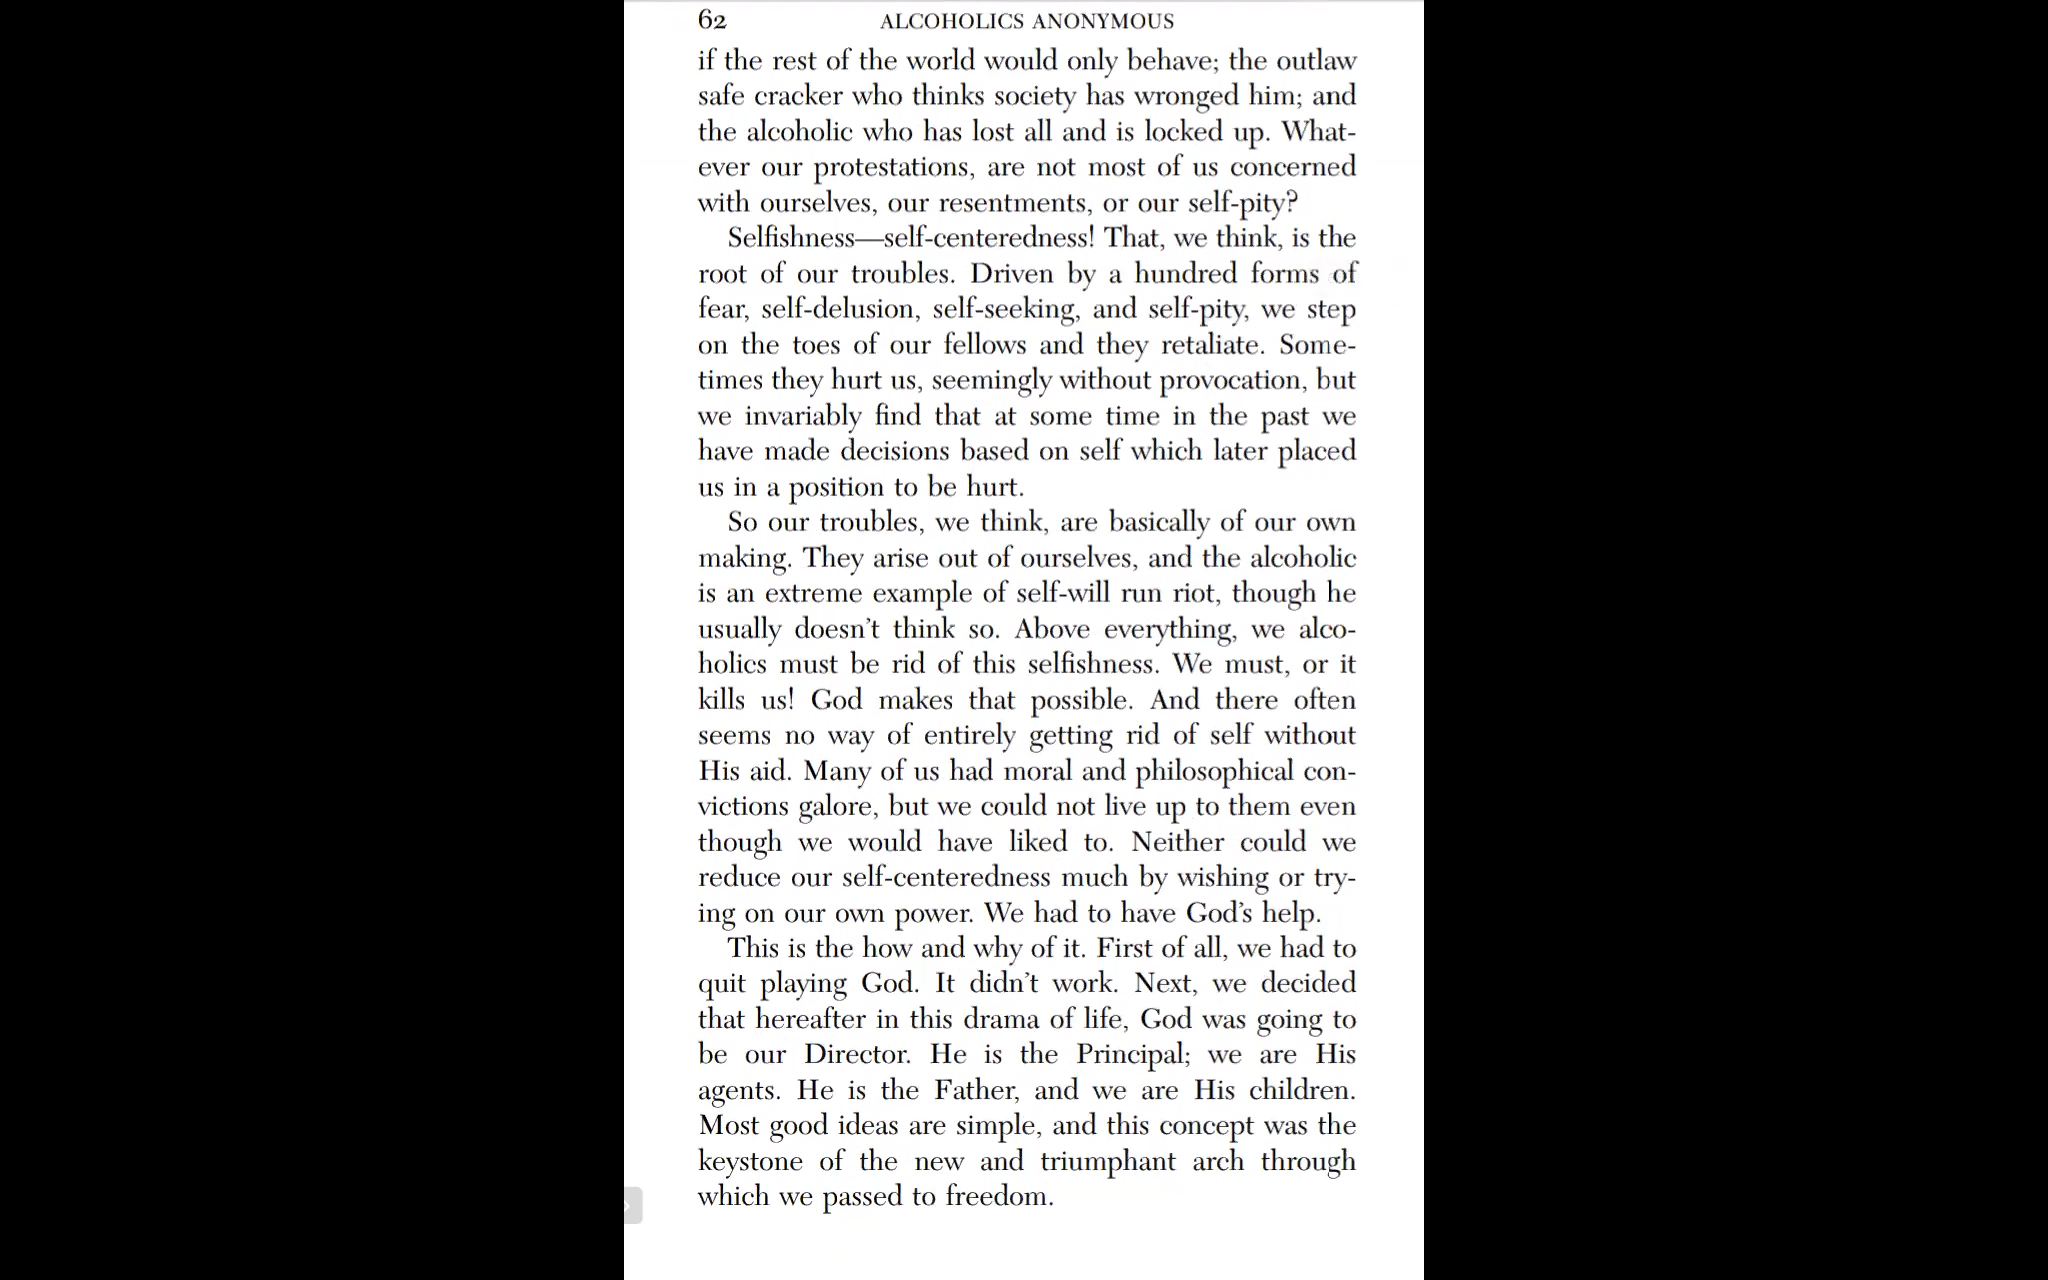 62 ALCOHOLICS ANONYMOUS
if the rest of the world would only behave; the outlaw
safe cracker who thinks society has wronged him; and
the alcoholic who has lost all and is locked up. What-
ever our protestations, are not most of us concerned
with ourselves, our resentments, or our self-pity?
Selfishness—self-centeredness! That, we think, is the
root of our troubles. Driven by a hundred forms of
fear, self-delusion, self-seeking, and self-pity, we step
on the toes of our fellows and they retaliate. Some-
times they hurt us, seemingly without provocation, but
we invariably find that at some time in the past we
have made decisions based on self which later placed
us in a position to be hurt.
So our troubles, we think, are basically of our own
making. They arise out of ourselves, and the alcoholic
is an extreme example of self-will run riot, though he
usually doesn’t think so. Above everything, we alco-
holics must be rid of this selfishness. We must, or it
kills us! God makes that possible. And there often
seems no way of entirely getting rid of self without
His aid. Many of us had moral and philosophical con-
victions galore, but we could not live up to them even
though we would have liked to. Neither could we
reduce our self-centeredness much by wishing or try-
ing on our own power. We had to have God’s help.
This is the how and why of it. First of all, we had to
quit playing God. It didn’t work. Next, we decided
that hereafter in this drama of life, God was going to
be our Director. He is the Principal; we are His
agents. He is the Father, and we are His children.
Most good ideas are simple, and this concept was the
keystone of the new and triumphant arch through
which we passed to freedom.